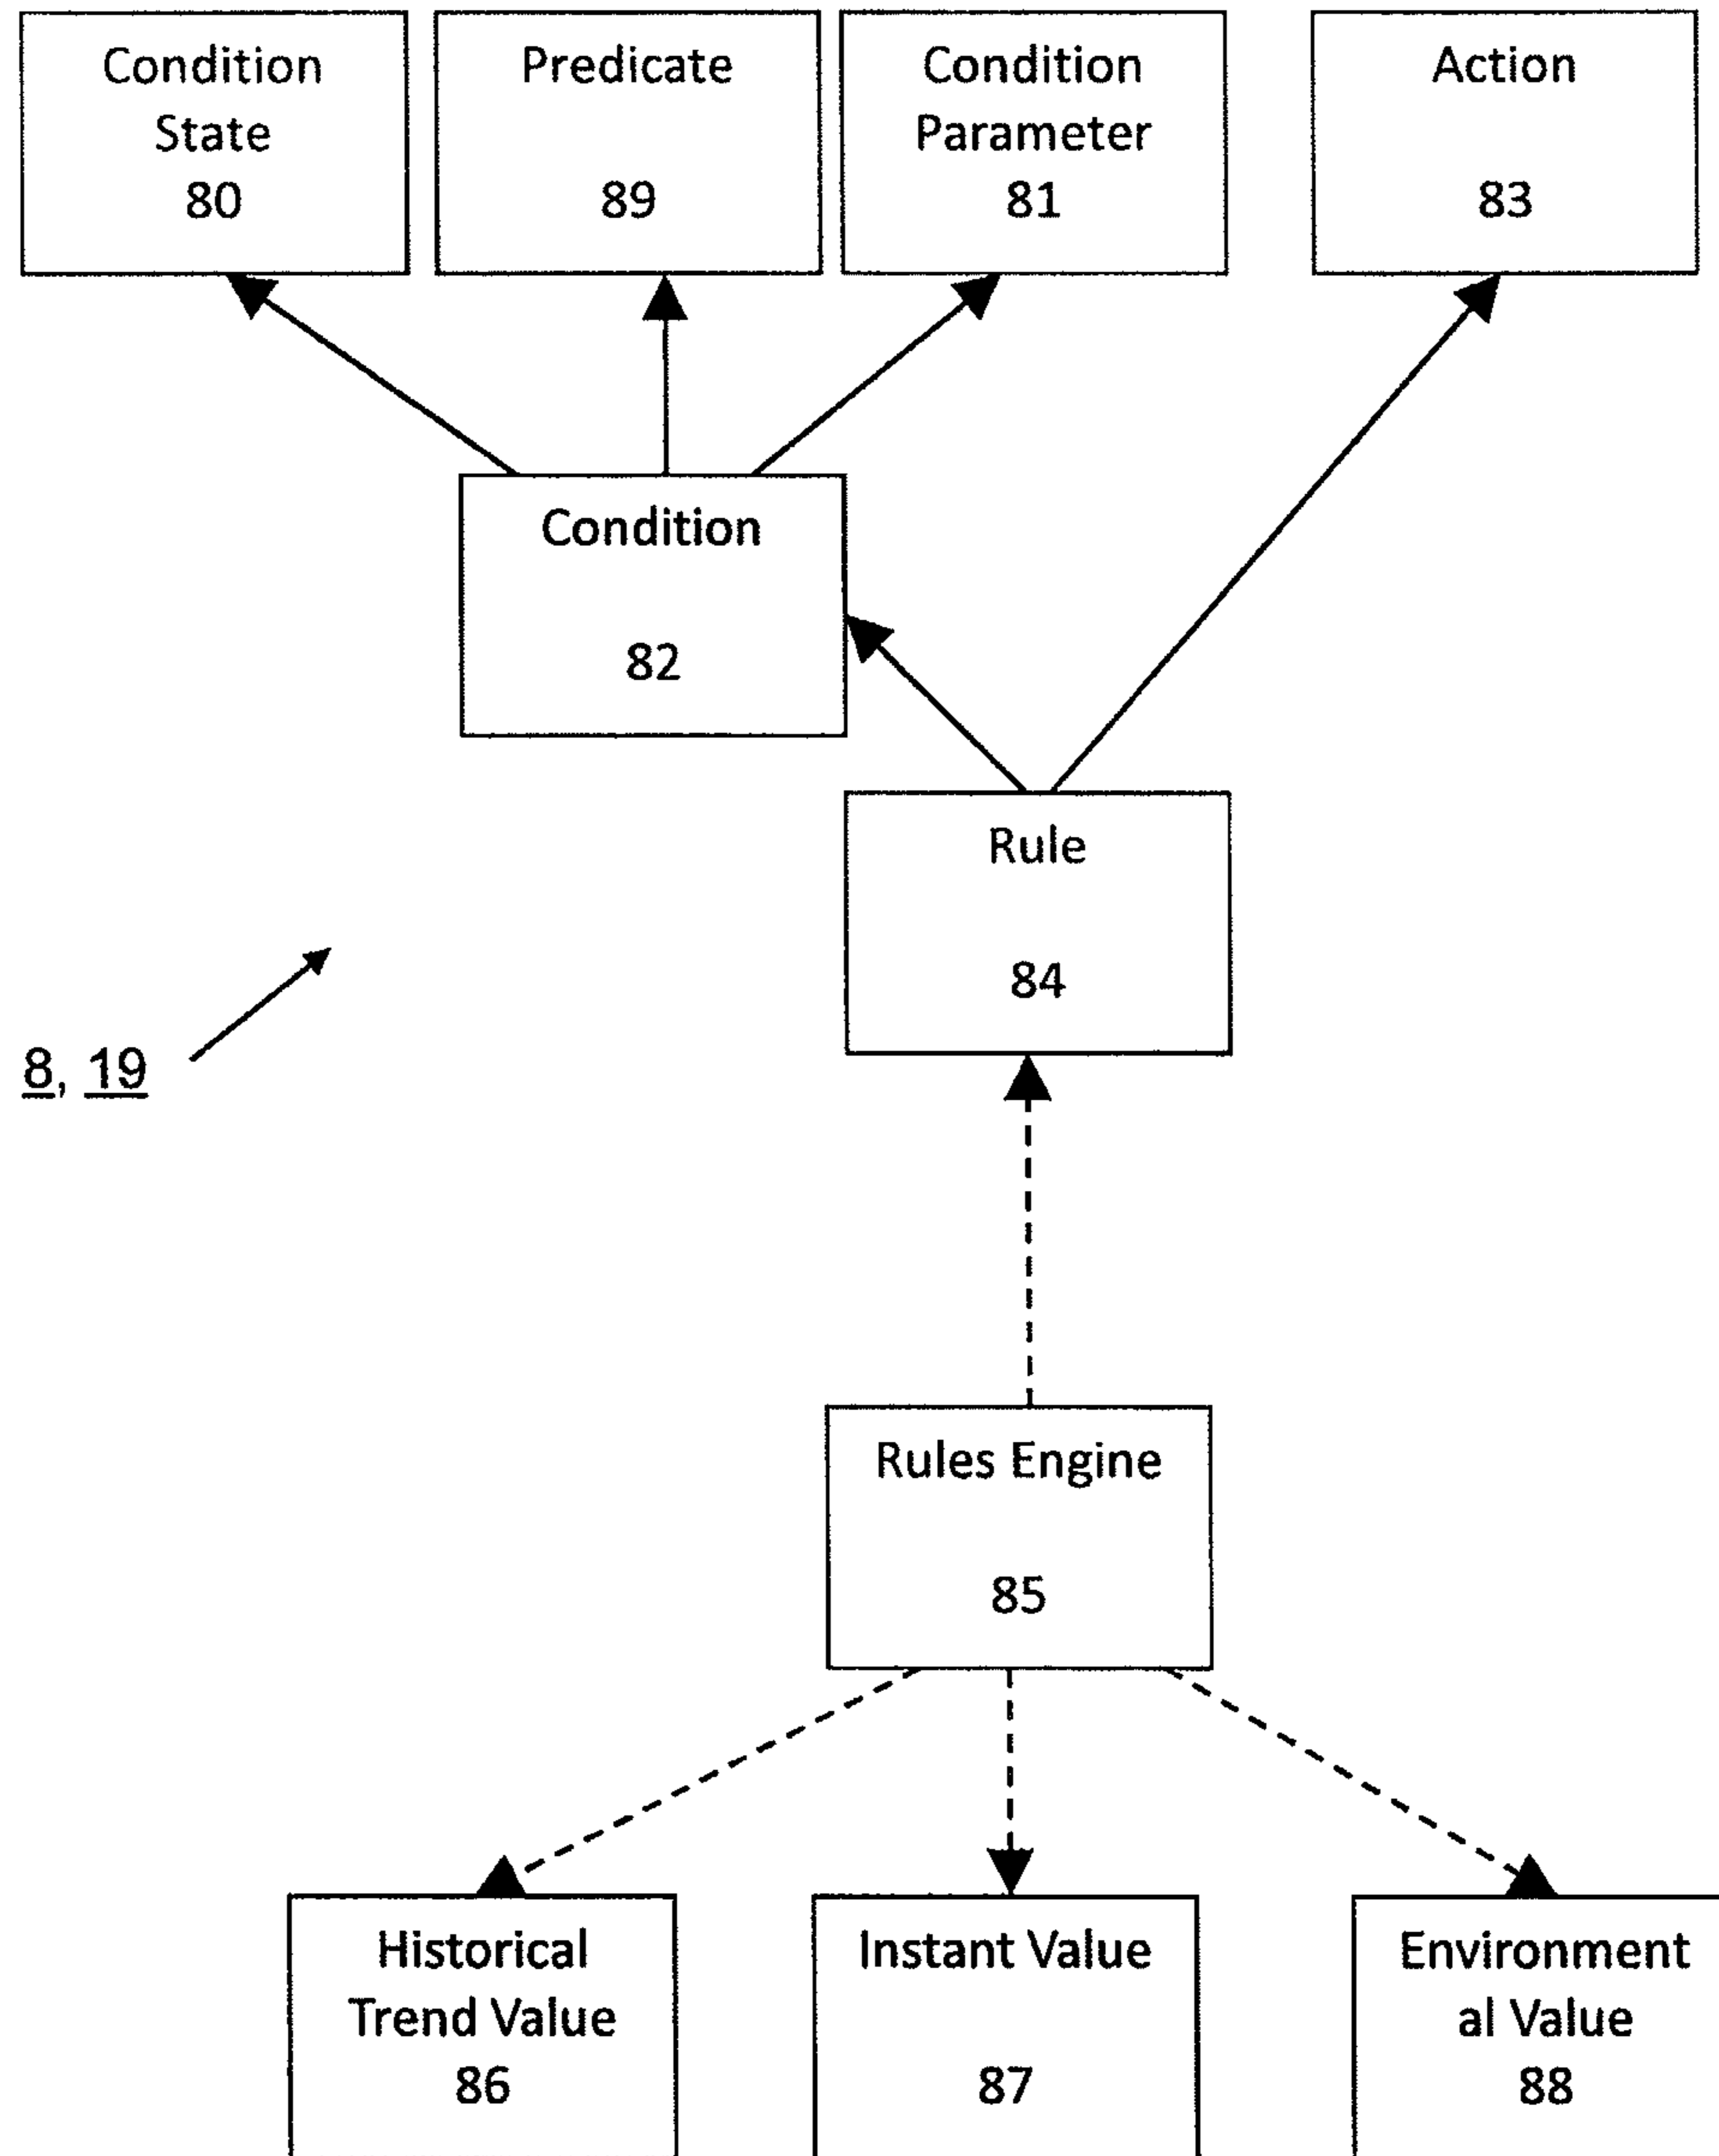 Condition
State
80
Predicate
89
Condition
Parameter
81
Action
83
Condition
82
Rule
84
8, 19
Rules Engine
85
Historical
Trend Value
86
Instant Value
87
Environment
al Value
88